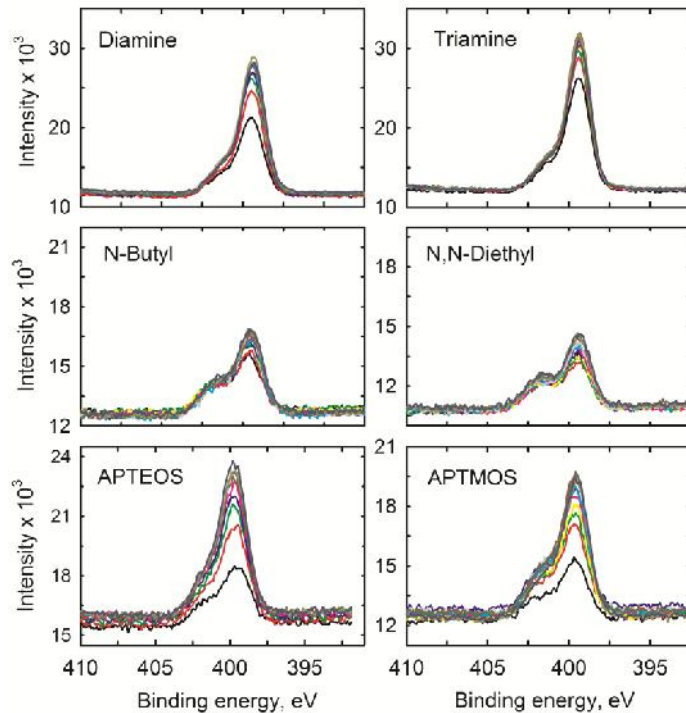 Diamine
Triamine
Intensity x 10³
30
20
10
30
20
10
N-Butyl
N,N-Diethyl
Intensity x 10³
21
18
15
12
18
14
11
APTEOS
APTMOS
Intensity x 10³
24
21
18
15
21
18
15
12
410 405 400 395
410 405 400 395
Binding energy, eV
Binding energy, eV